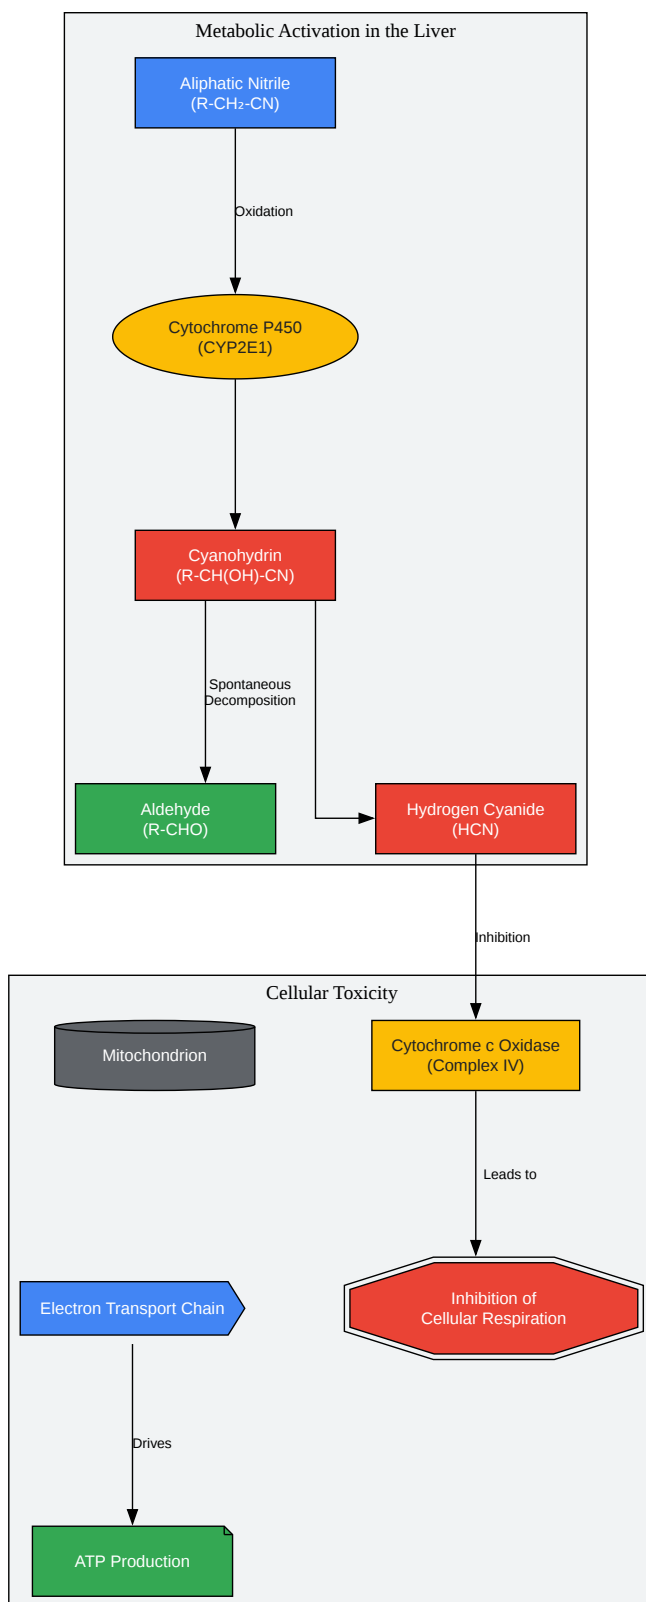 Metabolic Activation in the Liver
Aliphatic Nitrile
(R-CH₂-CN)
Oxidation
Cytochrome P450
(CYP2E1)
Cyanohydrin
(R-CH(OH)-CN)
Spontaneous
Decomposition
Aldehyde
(R-CHO)
Hydrogen Cyanide
(HCN)
Inhibition
Cellular Toxicity
Mitochondrion
Cytochrome c Oxidase
(Complex IV)
Leads to
Electron Transport Chain
Inhibition of
Cellular Respiration
Drives
ATP Production